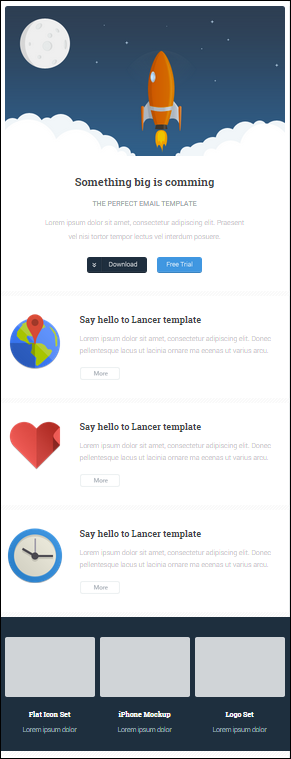 Something big is comming
THE PERFECT EMAIL TEMPLATE
Lorem ipsum dolor sit amet, consectetur adipiscing elit. Praesent
vel nisi tortor tempor lectus vel interdum posuere.
Download
Free Trial
Say hello to Lancer template
Lorem ipsum dolor sit amet, consectetur adipiscing elit. Donec
pellentesque lacus ut lacinia ornare ma ecenas ut varius arcu.
More
Say hello to Lancer template
Lorem ipsum dolor sit amet, consectetur adipiscing elit. Donec
pellentesque lacus ut lacinia ornare ma ecenas ut varius arcu.
More
Say hello to Lancer template
Lorem ipsum dolor sit amet, consectetur adipiscing elit. Donec
pellentesque lacus ut lacinia ornare ma ecenas ut varius arcu.
More
Flat Icon Set
Lorem ipsum dolor
iPhone Mockup
Lorem ipsum dolor
Logo Set
Lorem ipsum dolor